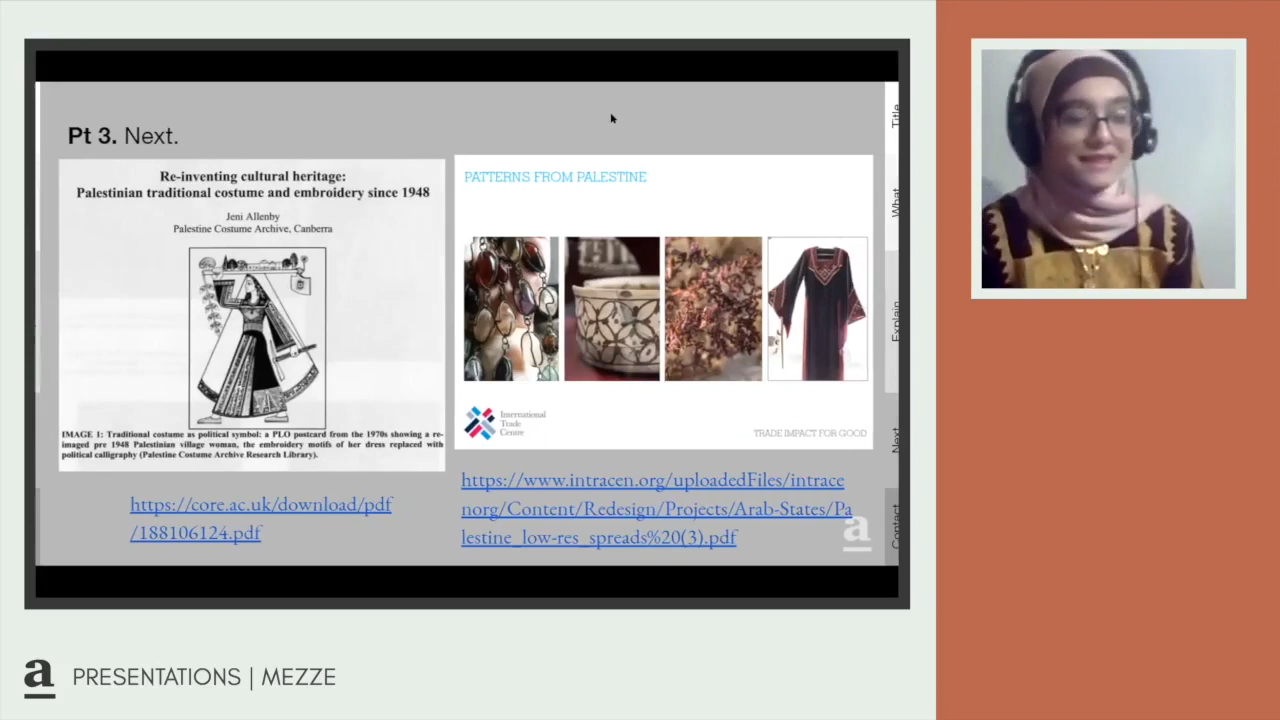 Pt 3. Next.
Re-inventing cultural heritage:
Palestinian traditional costume and embroidery since 1948
Jeni Allenby
Palestine Costume Archive, Canberra
IMAGE 1: Traditional costume as political symbol: a PLO postcard from the 1970s showing a re-
imaged pre 1948 Palestinian village woman, the embroidery motifs of her dress replaced with
political calligraphy (Palestine Costume Archive Research Library).
https://core.ac.uk/download/pdf
/188106124.pdf
PATTERNS FROM PALESTINE
International
Trade
Centre
TRADE IMPACT FOR GOOD
https://www.intracen.org/uploadedFiles/intrace
norg/Content/Redesign/Projects/Arab-States/Pa
lestine_low-res_spreads%20(3).pdf
a
Title
What
Explain
Next
Contact
a PRESENTATIONS | MEZZE